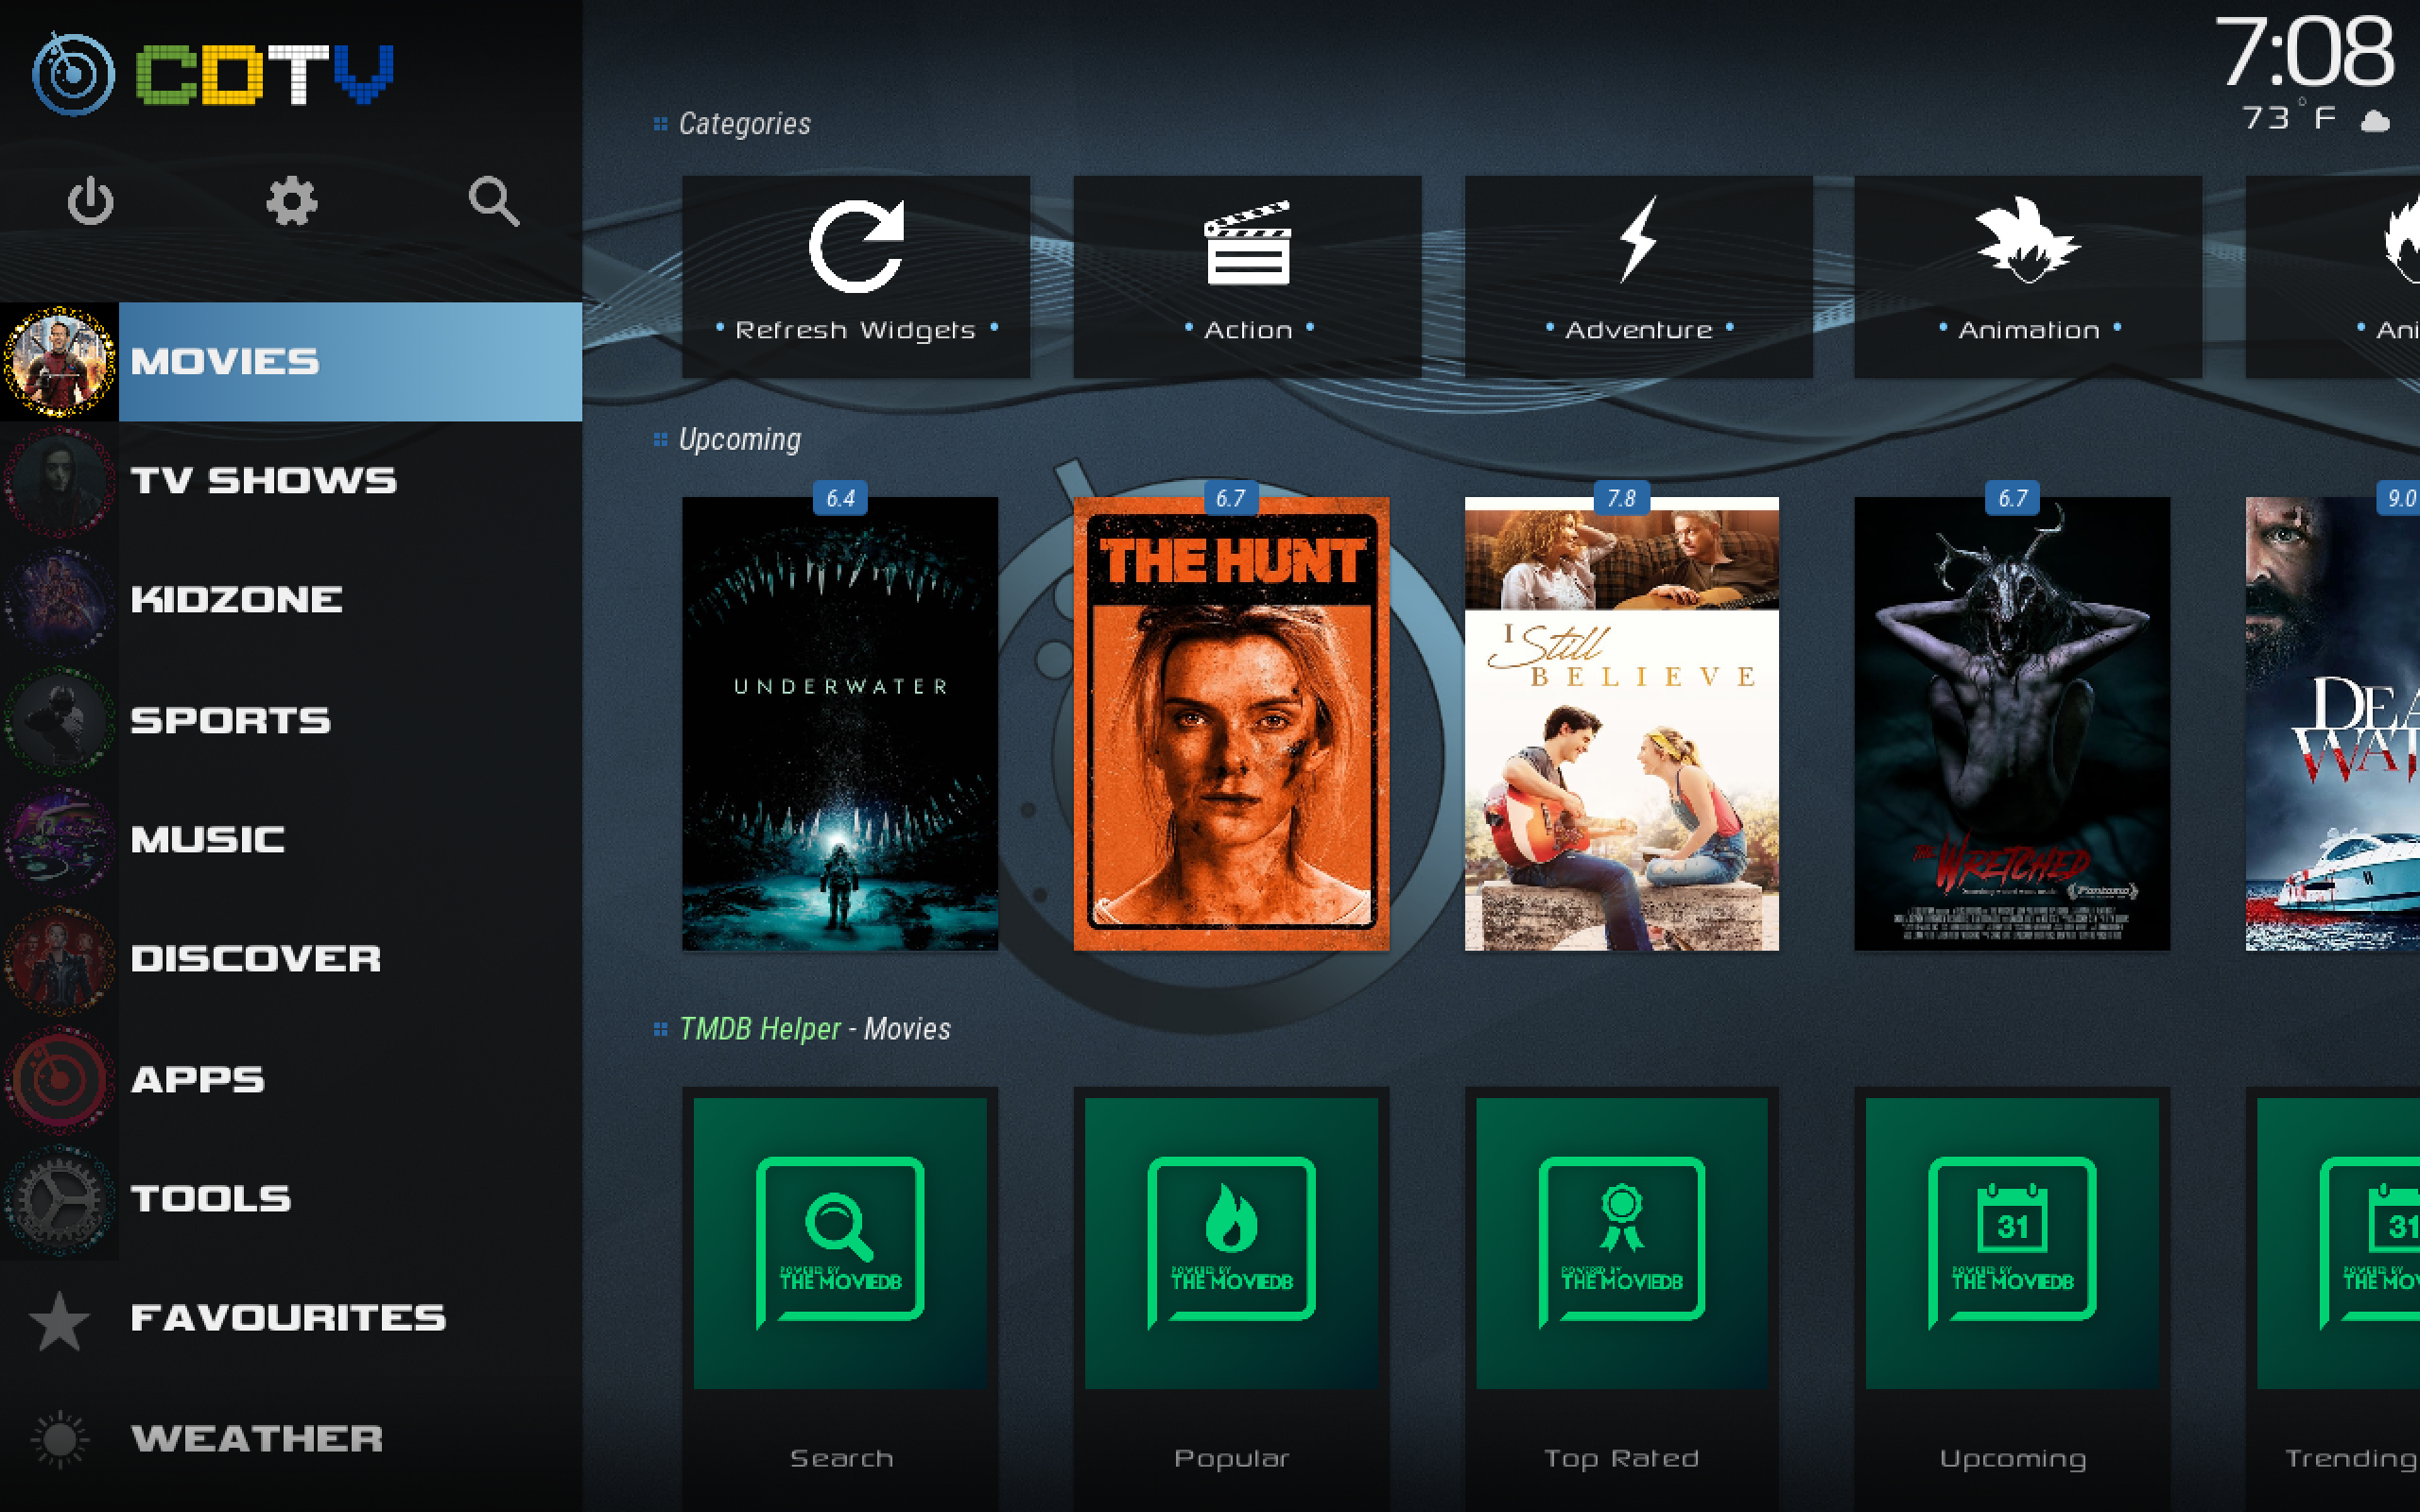 CDTV
7:08
73°F
MOVIES
TV SHOWS
KIDZONE
SPORTS
MUSIC
DISCOVER
APPS
TOOLS
FAVOURITES
WEATHER
Categories
• Refresh Widgets •
• Action •
• Adventure •
• Animation •
• Ani
Upcoming
6.4
6.7
7.8
6.7
9.0
UNDERWATER
THE HUNT
I Still
BELIEVE
THE WRETCHED
Fantasia
DEA
WAT
TMDB Helper - Movies
POWERED BY
THE MOVIEDB
POWERED BY
THE MOVIEDB
POWERED BY
THE MOVIEDB
31
POWERED BY
THE MOVIEDB
31
POWERED BY
THE MO
Search
Popular
Top Rated
Upcoming
Trending